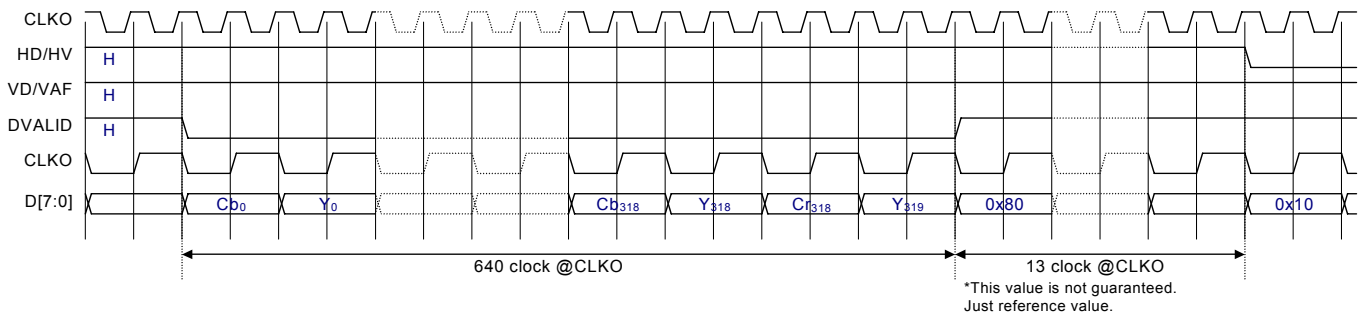 CLKO
HD/HV H
VD/VAF H
DVALID H
CLKO
D[7:0] Cb0 Y0 Cb318 Y318 Cr318 Y319 0x80 0x10
640 clock @CLKO 13 clock @CLKO
*This value is not guaranteed.
Just reference value.